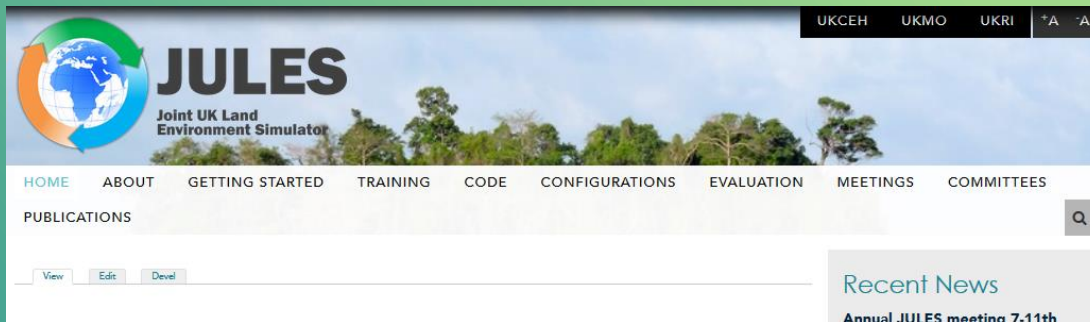 UKCEH UKMO UKRI +A -A
JULES
Joint UK Land
Environment Simulator
HOME ABOUT GETTING STARTED TRAINING CODE CONFIGURATIONS EVALUATION MEETINGS COMMITTEES
PUBLICATIONS
View Edit Devel
Recent News
Annual JULES meeting 7-11th